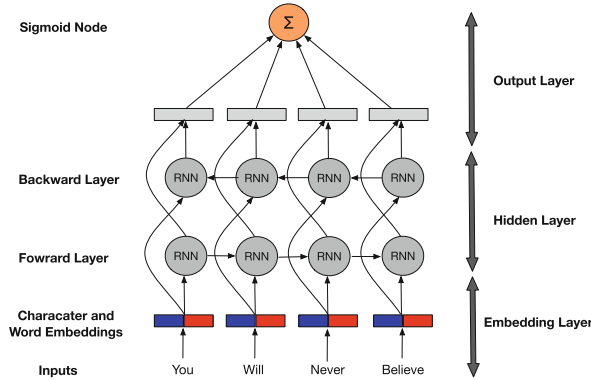 Sigmoid Node
Σ
Output Layer
Backward Layer
RNN RNN RNN RNN
Hidden Layer
Fowrard Layer
RNN RNN RNN RNN
Characater and
Word Embeddings
Embedding Layer
Inputs
You Will Never Believe